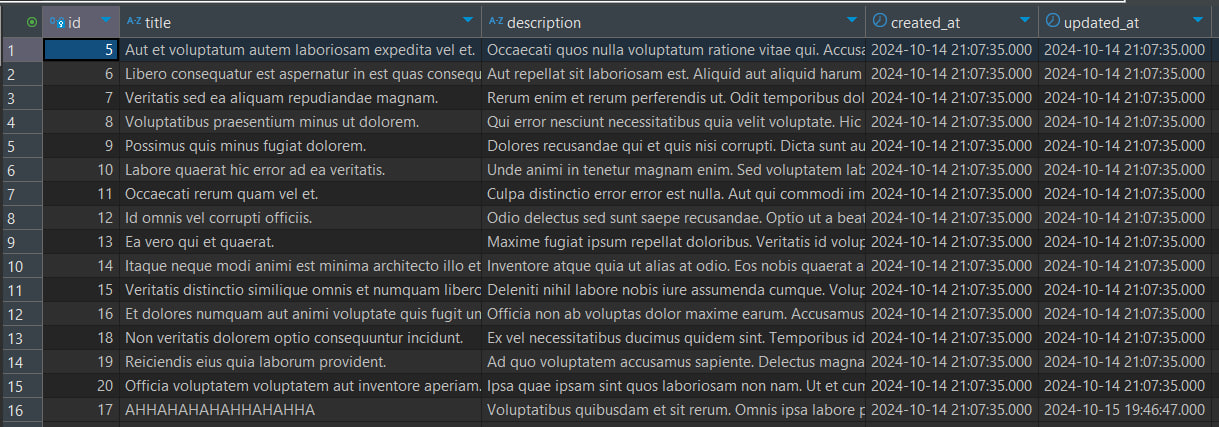 id title description created_at updated_at
1 5 Aut et voluptatum autem laboriosam expedita vel et. Occaecati quos nulla voluptatum ratione vitae qui. Accusa 2024-10-14 21:07:35.000 2024-10-14 21:07:35.000
2 6 Libero consequatur est aspernatur in est quas consequ Aut repellat sit laboriosam est. Aliquid aut aliquid harum 2024-10-14 21:07:35.000 2024-10-14 21:07:35.000
3 7 Veritatis sed ea aliquam repudiandae magnam. Rerum enim et rerum perferendis ut. Odit temporibus dol 2024-10-14 21:07:35.000 2024-10-14 21:07:35.000
4 8 Voluptatibus praesentium minus ut dolorem. Qui error nesciunt necessitatibus quia velit voluptate. Hic 2024-10-14 21:07:35.000 2024-10-14 21:07:35.000
5 9 Possimus quis minus fugiat dolorem. Dolores recusandae qui et quis nisi corrupti. Dicta sunt au 2024-10-14 21:07:35.000 2024-10-14 21:07:35.000
6 10 Labore quaerat hic error ad ea veritatis. Unde animi in tenetur magnam enim. Sed voluptatem lab 2024-10-14 21:07:35.000 2024-10-14 21:07:35.000
7 11 Occaecati rerum quam vel et. Culpa distinctio error error est nulla. Aut qui commodi im 2024-10-14 21:07:35.000 2024-10-14 21:07:35.000
8 12 Id omnis vel corrupti officiis. Odio delectus sed sunt saepe recusandae. Optio ut a beat 2024-10-14 21:07:35.000 2024-10-14 21:07:35.000
9 13 Ea vero qui et quaerat. Maxime fugiat ipsum repellat doloribus. Veritatis id volup 2024-10-14 21:07:35.000 2024-10-14 21:07:35.000
10 14 Itaque neque modi animi est minima architecto illo et Inventore atque quia ut alias at odio. Eos nobis quaerat a 2024-10-14 21:07:35.000 2024-10-14 21:07:35.000
11 15 Veritatis distinctio similique omnis et numquam liberc Deleniti nihil labore nobis iure assumenda cumque. Volup 2024-10-14 21:07:35.000 2024-10-14 21:07:35.000
12 16 Et dolores numquam aut animi voluptate quis fugit um Officia non ab voluptas dolor maxime earum. Accusamus 2024-10-14 21:07:35.000 2024-10-14 21:07:35.000
13 18 Non veritatis dolorem optio consequuntur incidunt. Ex vel necessitatibus ducimus quidem sint. Temporibus id 2024-10-14 21:07:35.000 2024-10-14 21:07:35.000
14 19 Reiciendis eius quia laborum provident. Ad quo voluptatem accusamus sapiente. Delectus magna 2024-10-14 21:07:35.000 2024-10-14 21:07:35.000
15 20 Officia voluptatem voluptatem aut inventore aperiam. Ipsa quae ipsam sint quos laboriosam non nam. Ut et cum 2024-10-14 21:07:35.000 2024-10-14 21:07:35.000
16 17 AHHAHAHAHAHHAHAHHA Voluptatibus quibusdam et sit rerum. Omnis ipsa labore p 2024-10-14 21:07:35.000 2024-10-15 19:46:47.000